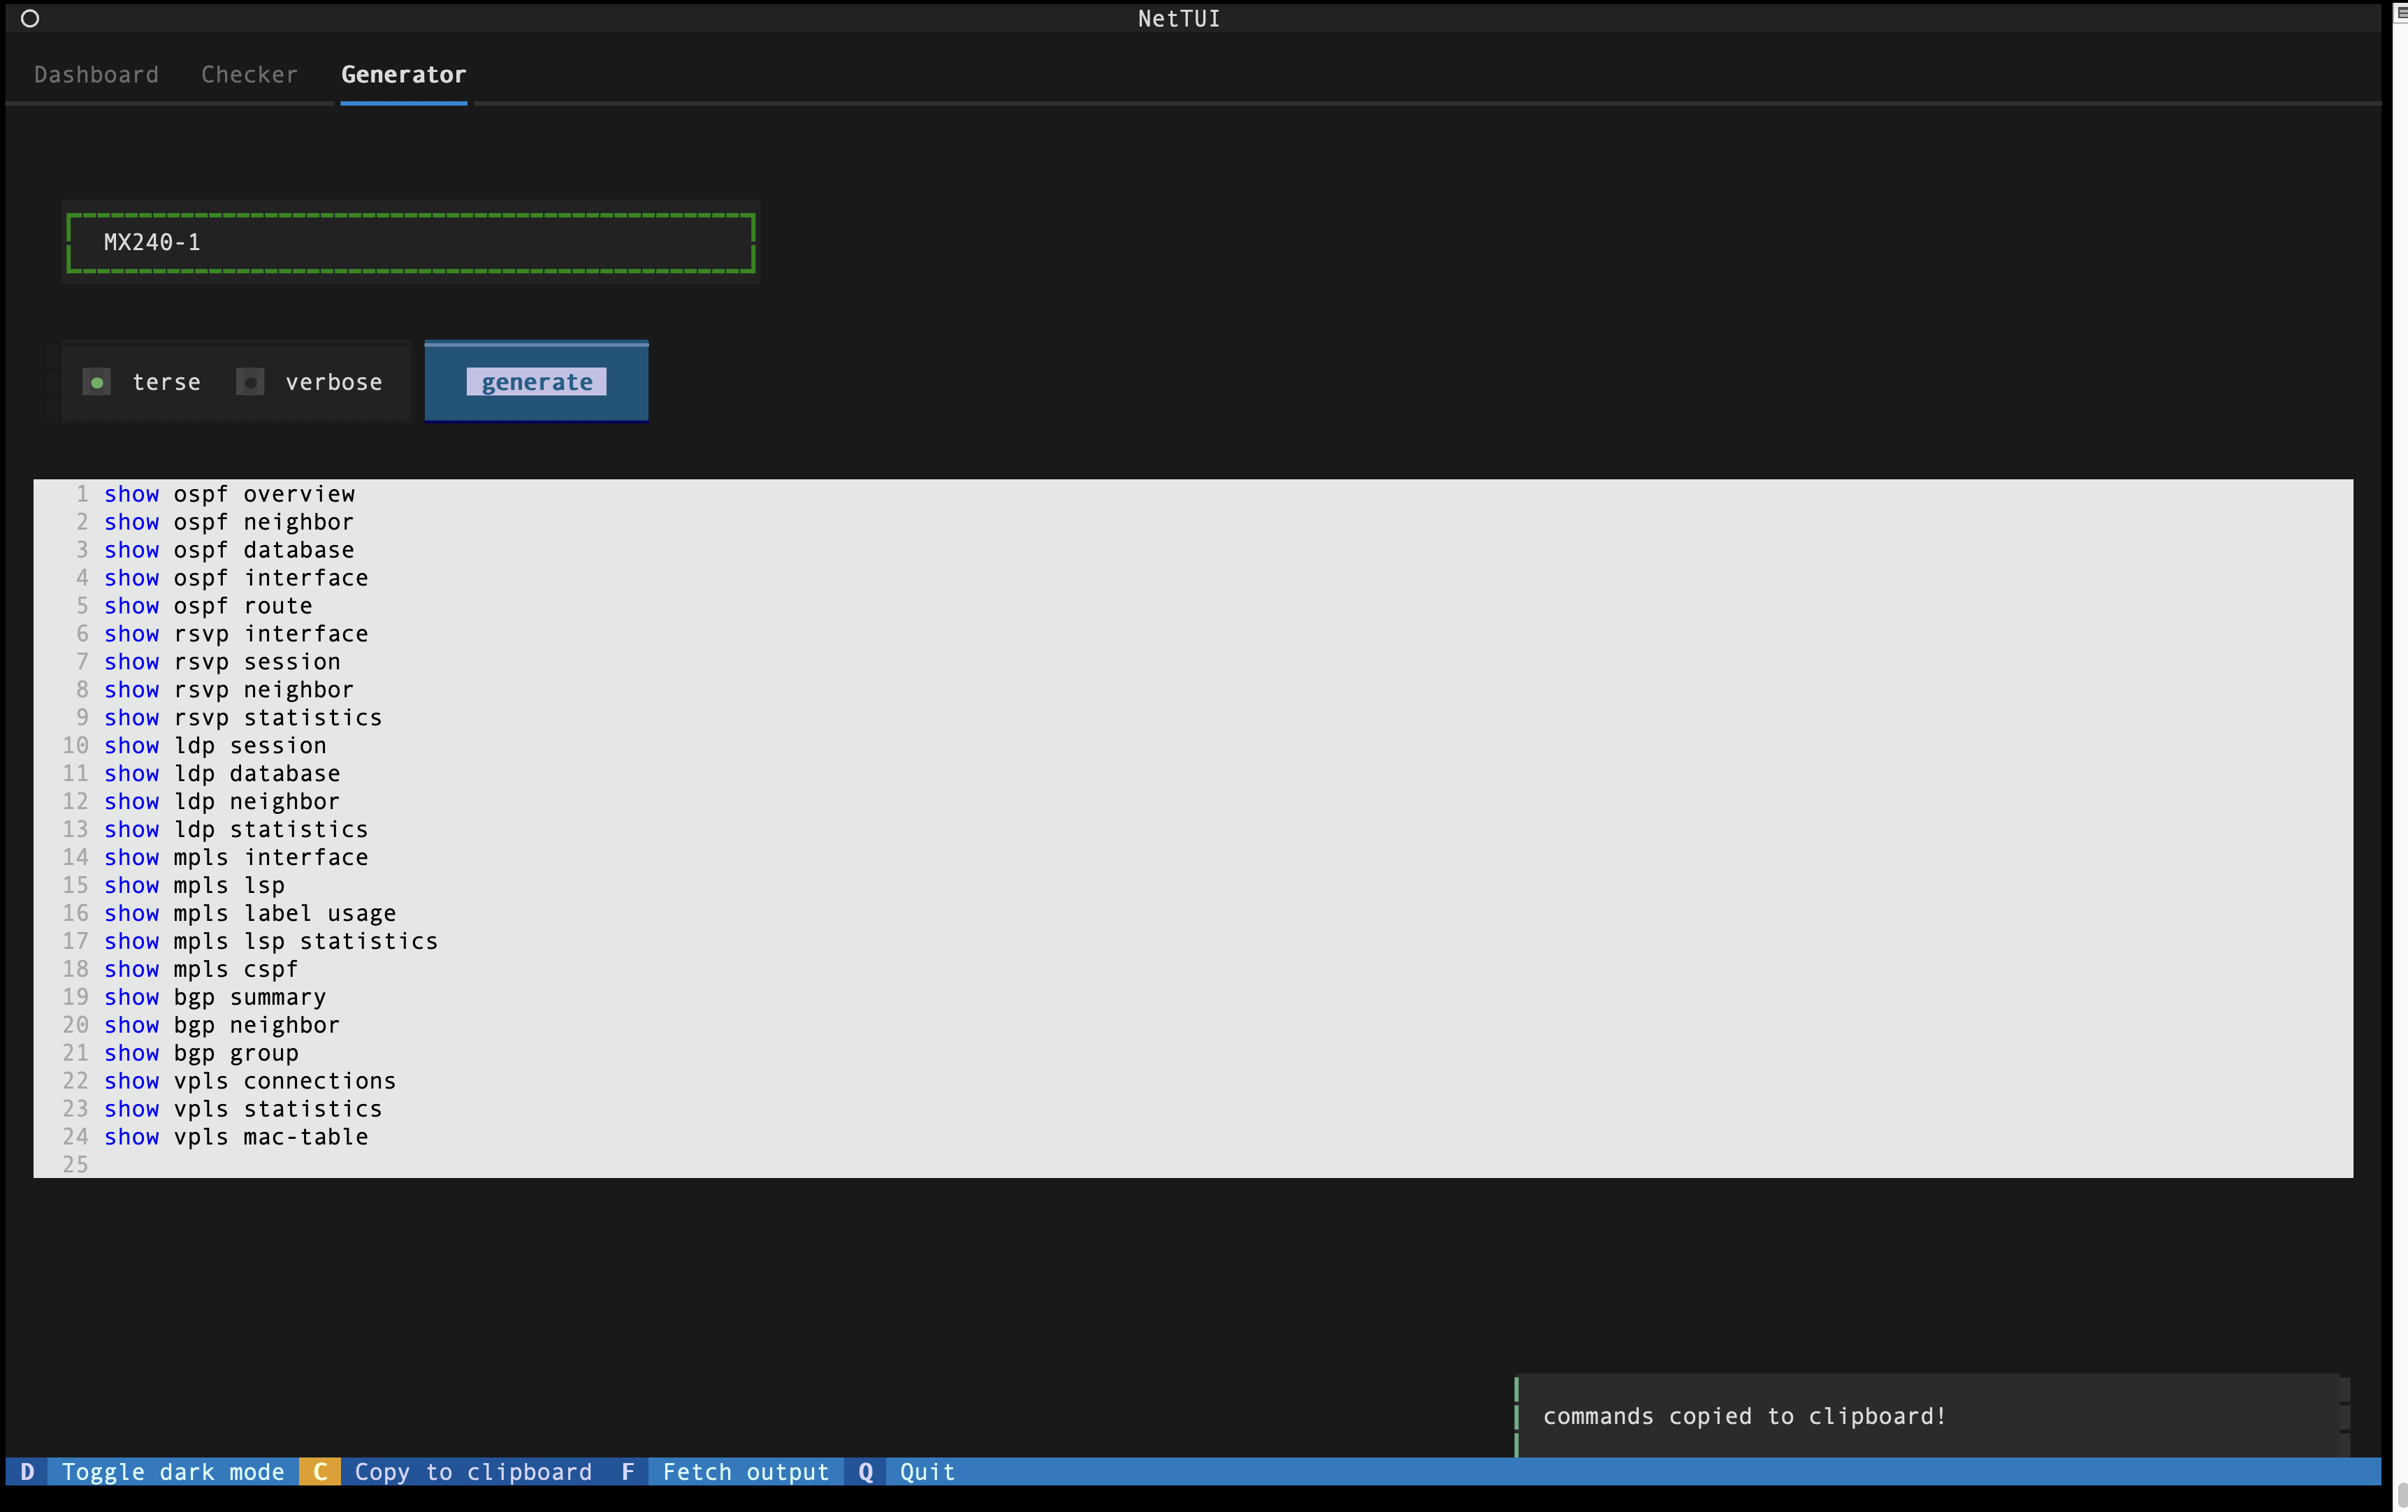 NetTUI
Dashboard Checker Generator
MX240-1
terse verbose generate
1 show ospf overview
2 show ospf neighbor
3 show ospf database
4 show ospf interface
5 show ospf route
6 show rsvp interface
7 show rsvp session
8 show rsvp neighbor
9 show rsvp statistics
10 show ldp session
11 show ldp database
12 show ldp neighbor
13 show ldp statistics
14 show mpls interface
15 show mpls lsp
16 show mpls label usage
17 show mpls lsp statistics
18 show mpls cspf
19 show bgp summary
20 show bgp neighbor
21 show bgp group
22 show vpls connections
23 show vpls statistics
24 show vpls mac-table
25
commands copied to clipboard!
D Toggle dark mode C Copy to clipboard F Fetch output Q Quit